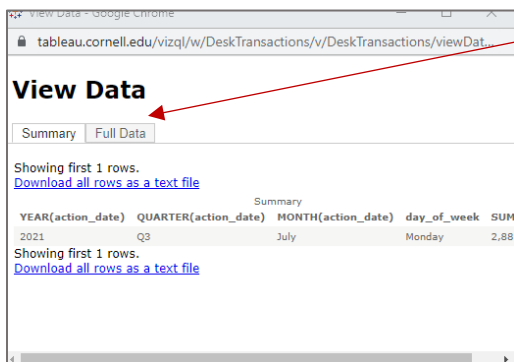 View Data - Google Chrome
tableau.cornell.edu/vizql/w/DeskTransactions/v/DeskTransactions/viewDat...
View Data
Summary Full Data
Showing first 1 rows.
Download all rows as a text file
Summary
YEAR(action_date) QUARTER(action_date) MONTH(action_date) day_of_week SUM
2021 Q3 July Monday 2,88
Showing first 1 rows.
Download all rows as a text file